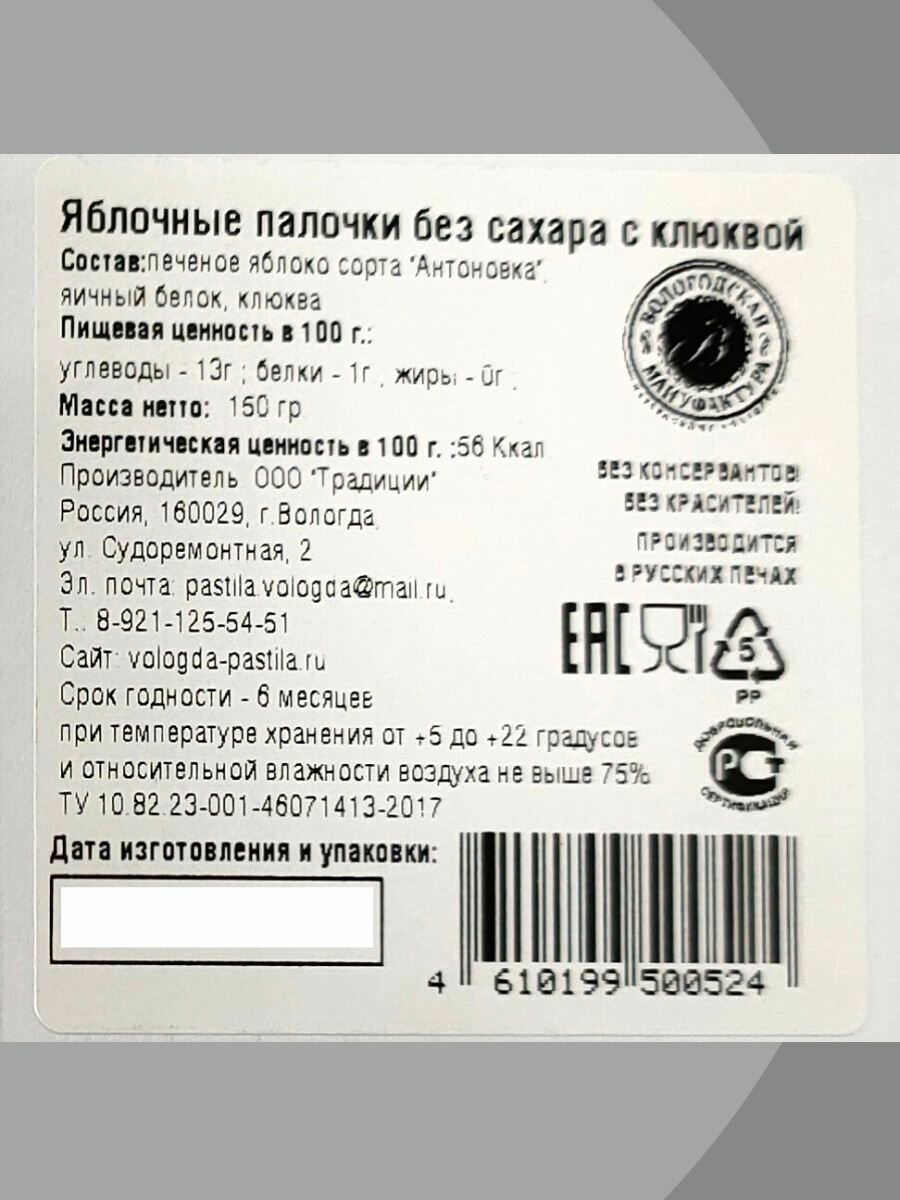 Яблочные палочки без сахара с клюквой
Состав:печеное яблоко сорта "Антоновка",
яичный белок, клюква
Пищевая ценность в 100 г.:
углеводы - 13г ; белки - 1г , жиры - 0г ;
Масса нетто: 150 гр
Энергетическая ценность в 100 г. :56 Ккал
Производитель ООО "Традиции"
Россия, 160029, г.Вологда,
ул. Судоремонтная, 2
Эл. почта: pastila.vologda@mail.ru,
Т.: 8-921-125-54-51
Сайт: vologda-pastila.ru
Срок годности - 6 месяцев
при температуре хранения от +5 до +22 градусов
и относительной влажности воздуха не выше 75%
ТУ 10.82.23-001-46071413-2017
Дата изготовления и упаковки:
ВОЛОГОДСКАЯ
МАНУФАКТУРА
БЕЗ КОНСЕРВАНТОВ!
БЕЗ КРАСИТЕЛЕЙ!
ПРОИЗВОДИТСЯ
В РУССКИХ ПЕЧАХ
EAC
5
PP
ДОБРОВОЛЬНАЯ
РСТ
СЕРТИФИКАЦИЯ
4 610199 500524